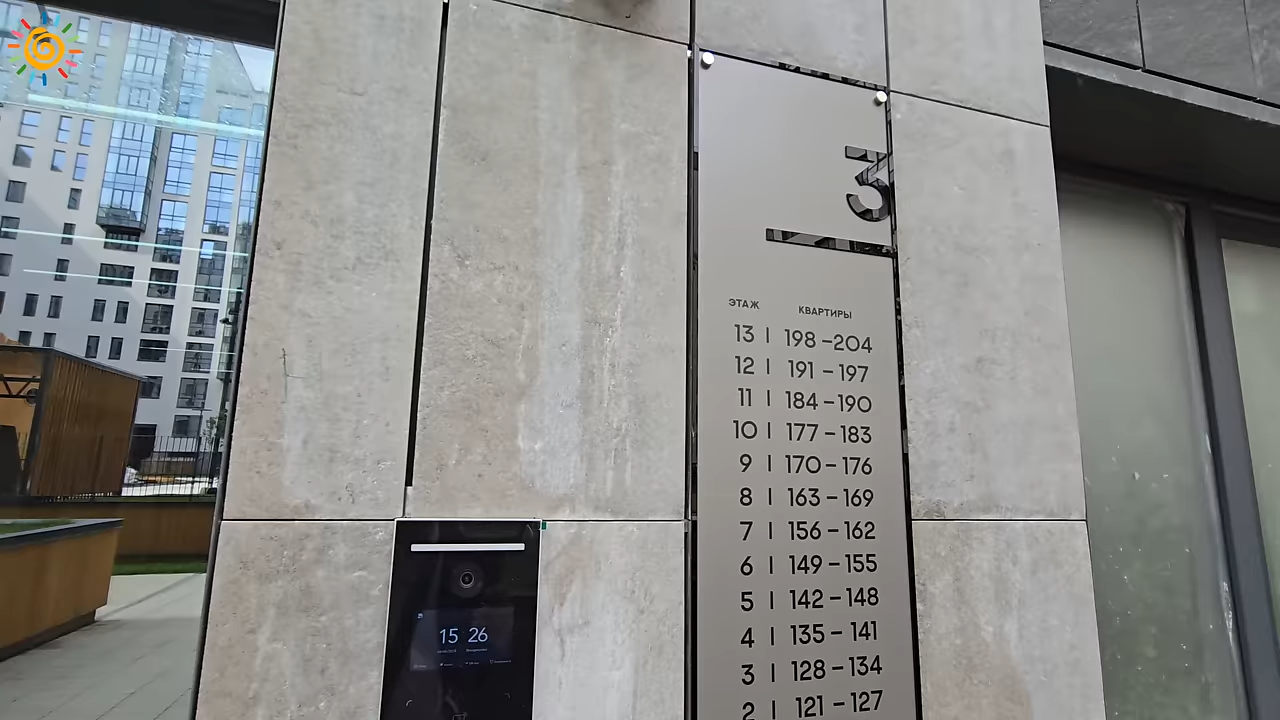 3
ЭТАЖ КВАРТИРЫ
13 | 198 – 204
12 | 191 – 197
11 | 184 – 190
10 | 177 – 183
9 | 170 – 176
8 | 163 – 169
7 | 156 – 162
6 | 149 – 155
5 | 142 – 148
4 | 135 – 141
3 | 128 – 134
2 | 121 – 127
15 26